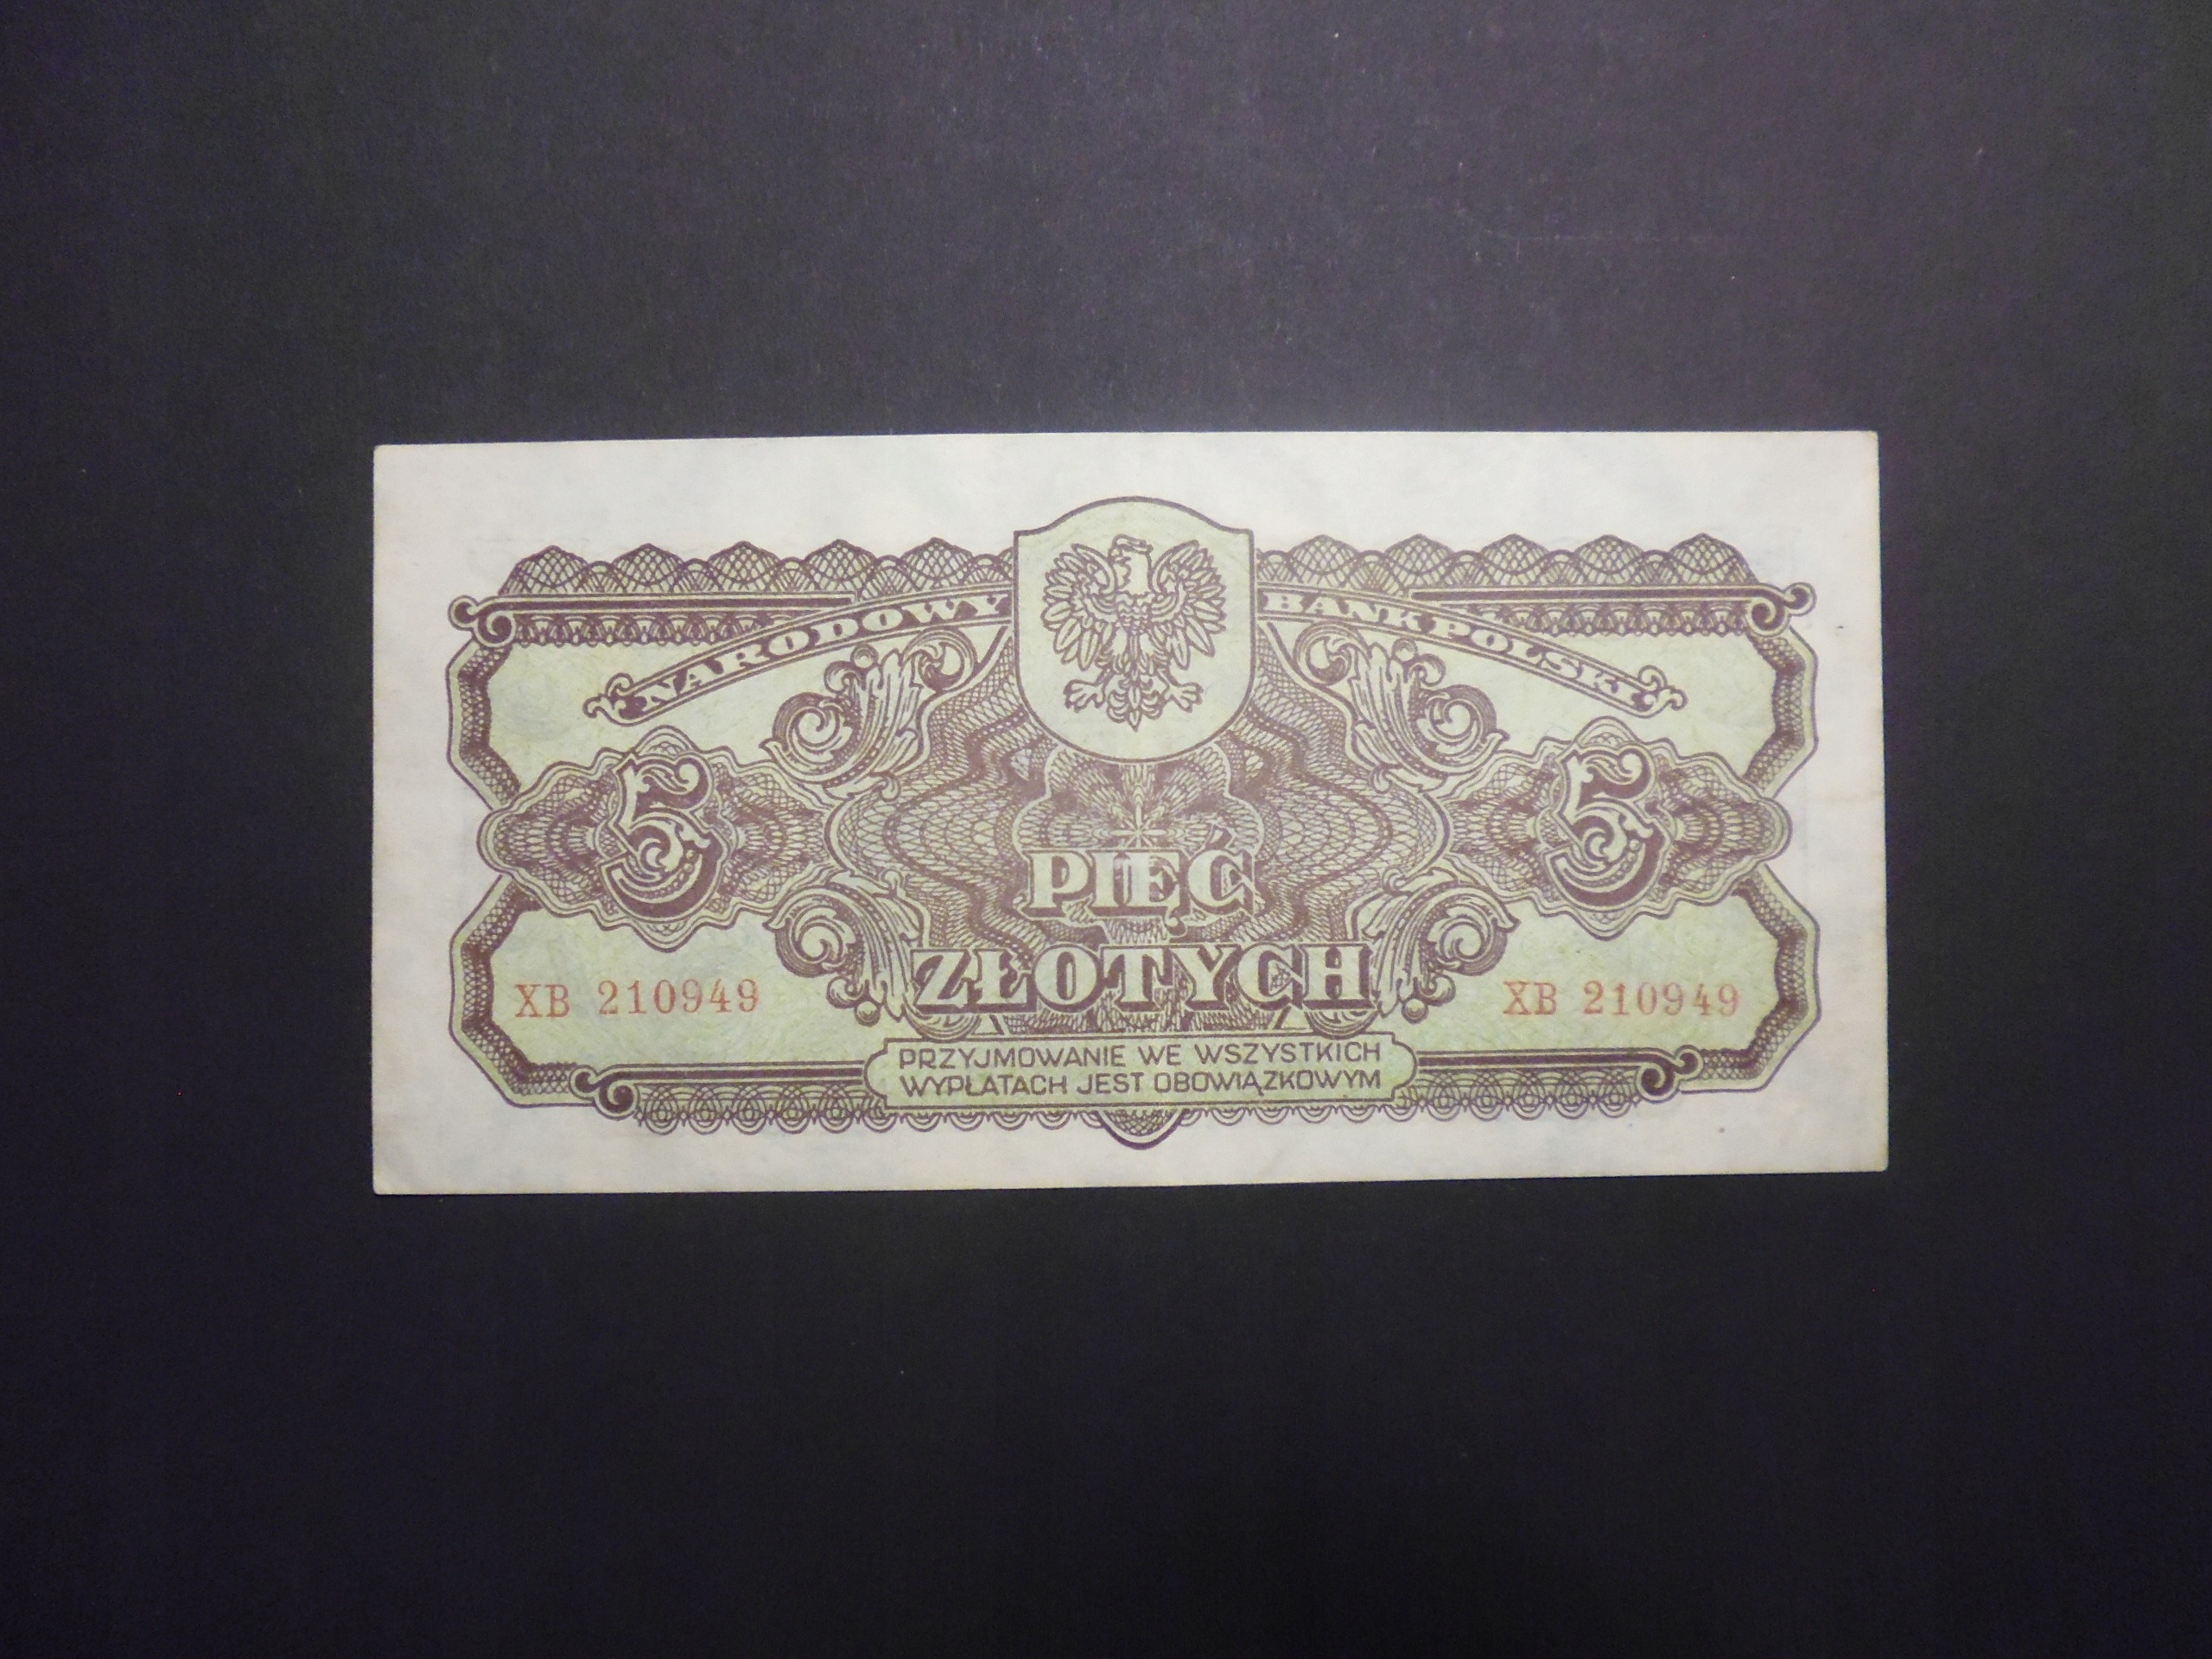 NARODOWY BANK POLSKI
5
5
PIĘĆ
ZŁOTYCH
XB 210949
XB 210949
PRZYJMOWANIE WE WSZYSTKICH
WYPŁATACH JEST OBOWIĄZKOWYM